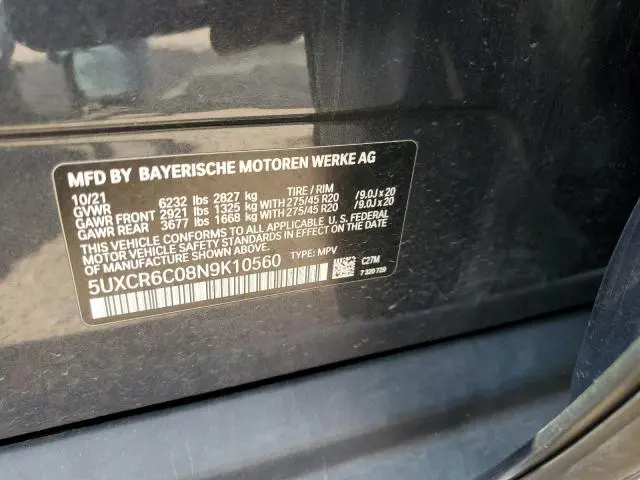 MFD BY BAYERISCHE MOTOREN WERKE AG
10/21 TIRE / RIM
GVWR 6232 lbs 2827 kg
GAWR FRONT 2921 lbs 1325 kg WITH 275/45 R20 /9.0J x 20
GAWR REAR 3677 lbs 1668 kg WITH 275/45 R20 /9.0J x 20
THIS VEHICLE CONFORMS TO ALL APPLICABLE U.S. FEDERAL
MOTOR VEHICLE SAFETY STANDARDS IN EFFECT ON THE DATE
OF MANUFACTURE SHOWN ABOVE.
5UXCR6C08N9K10560 TYPE: MPV
C27M
7 320 720